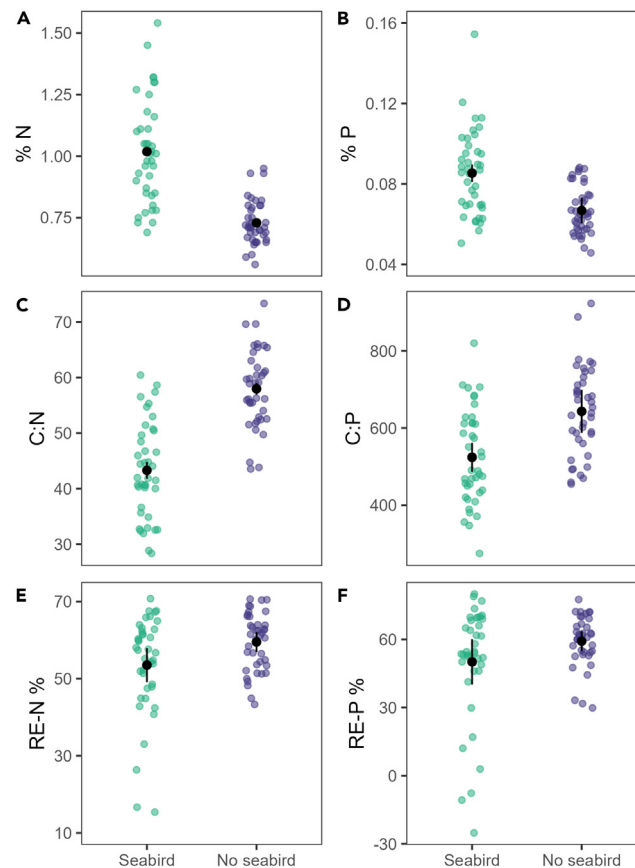 A
B
% N
1.50
1.25
1.00
0.75
% P
0.16
0.12
0.08
0.04
C
D
C:N
70
60
50
40
30
C:P
800
600
400
E
F
RE-N %
70
50
30
10
RE-P %
60
30
0
-30
Seabird No seabird
Seabird No seabird